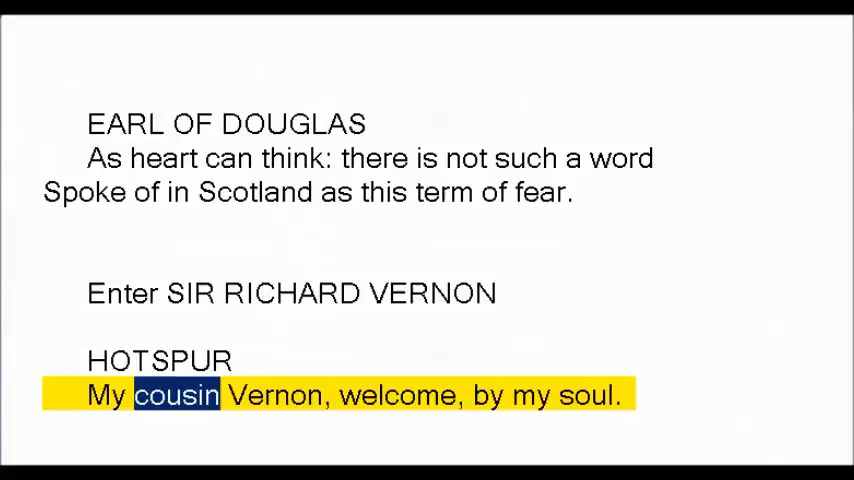 EARL OF DOUGLAS
As heart can think: there is not such a word
Spoke of in Scotland as this term of fear.
Enter SIR RICHARD VERNON
HOTSPUR
My cousin Vernon, welcome, by my soul.